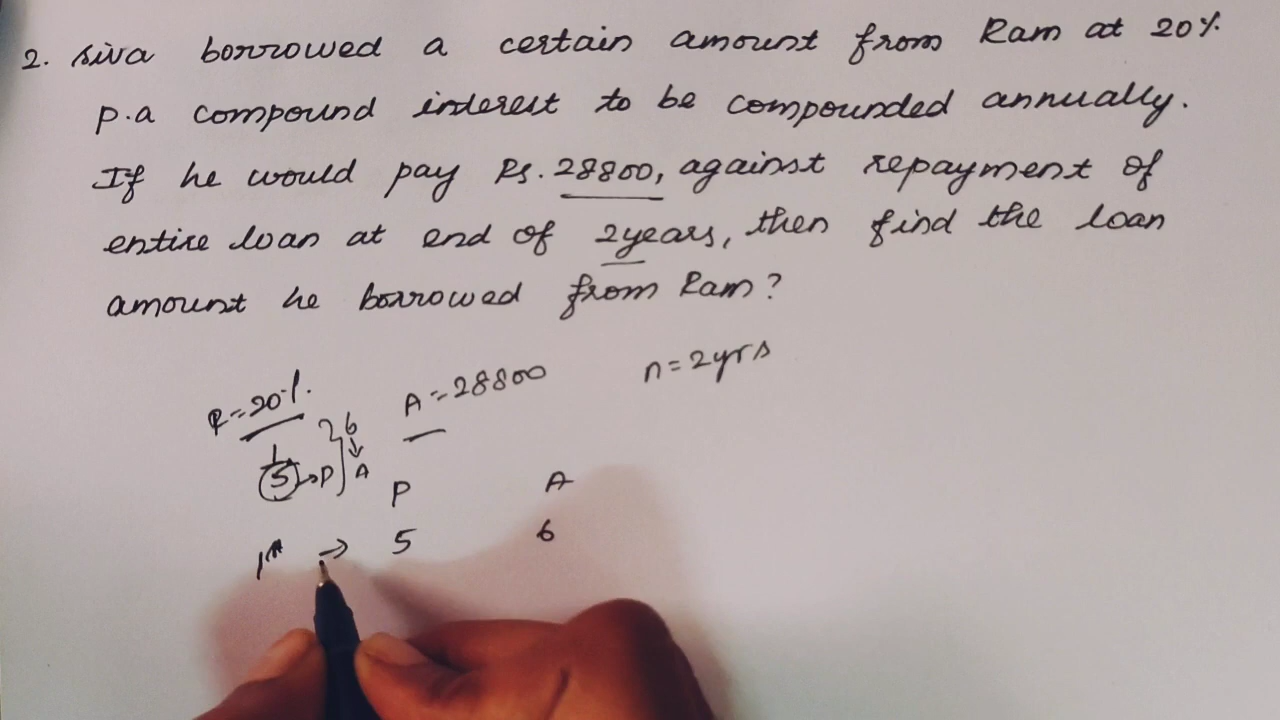 2. Siva borrowed a certain amount from Ram at 20%
p.a compound interest to be compounded annually.
If he would pay Rs. 28800, against repayment of
entire loan at end of 2years, then find the loan
amount he borrowed from Ram?
R=20%. A=28800 n=2yrs
1/5→P } 6↓A
P A
1st → 5 6